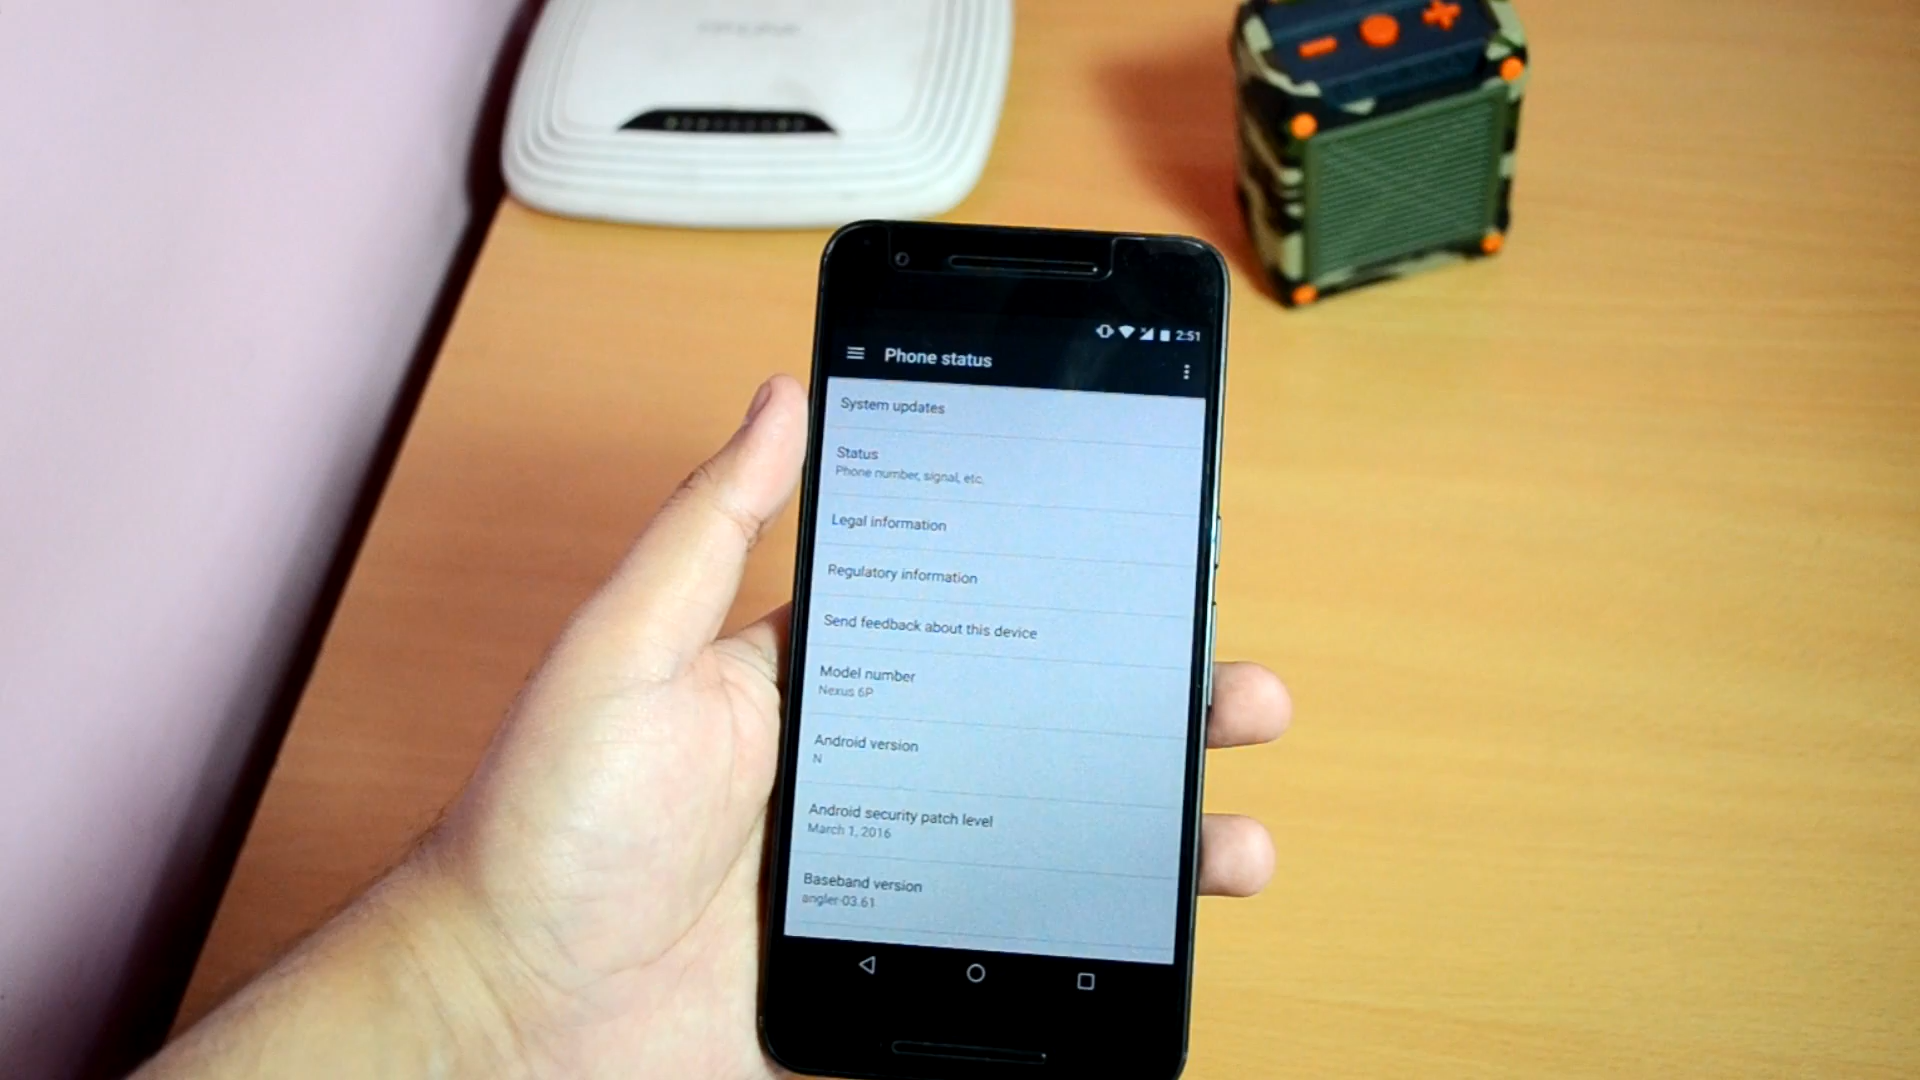 2:51
Phone status
System updates
Status
Phone number, signal, etc.
Legal information
Regulatory information
Send feedback about this device
Model number
Nexus 6P
Android version
N
Android security patch level
March 1, 2016
Baseband version
angler-03.61